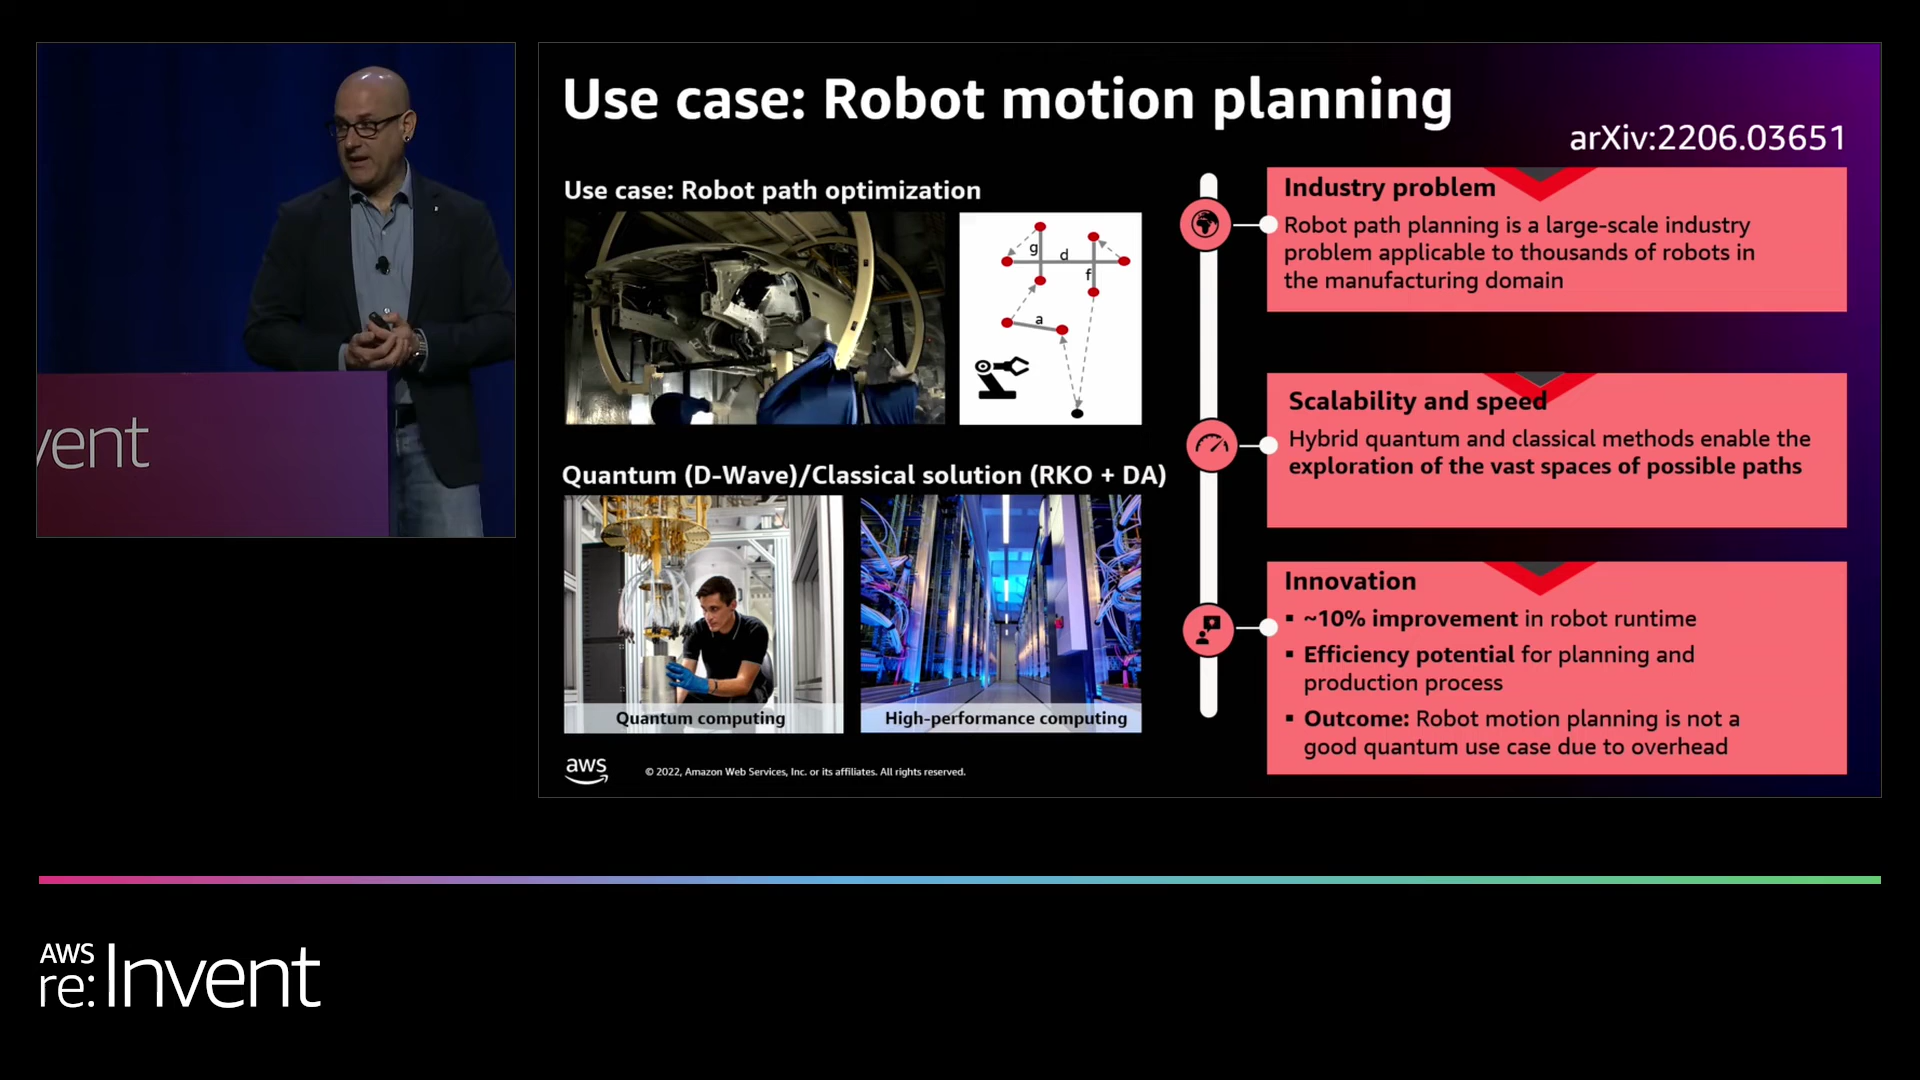 vent
Use case: Robot motion planning
arXiv:2206.03651
Use case: Robot path optimization
g
d
f
a
Quantum (D-Wave)/Classical solution (RKO + DA)
Quantum computing
High-performance computing
aws
© 2022, Amazon Web Services, Inc. or its affiliates. All rights reserved.
Industry problem
Robot path planning is a large-scale industry
problem applicable to thousands of robots in
the manufacturing domain
Scalability and speed
Hybrid quantum and classical methods enable the
exploration of the vast spaces of possible paths
Innovation
▪ ~10% improvement in robot runtime
▪ Efficiency potential for planning and
production process
▪ Outcome: Robot motion planning is not a
good quantum use case due to overhead
AWS
re:Invent